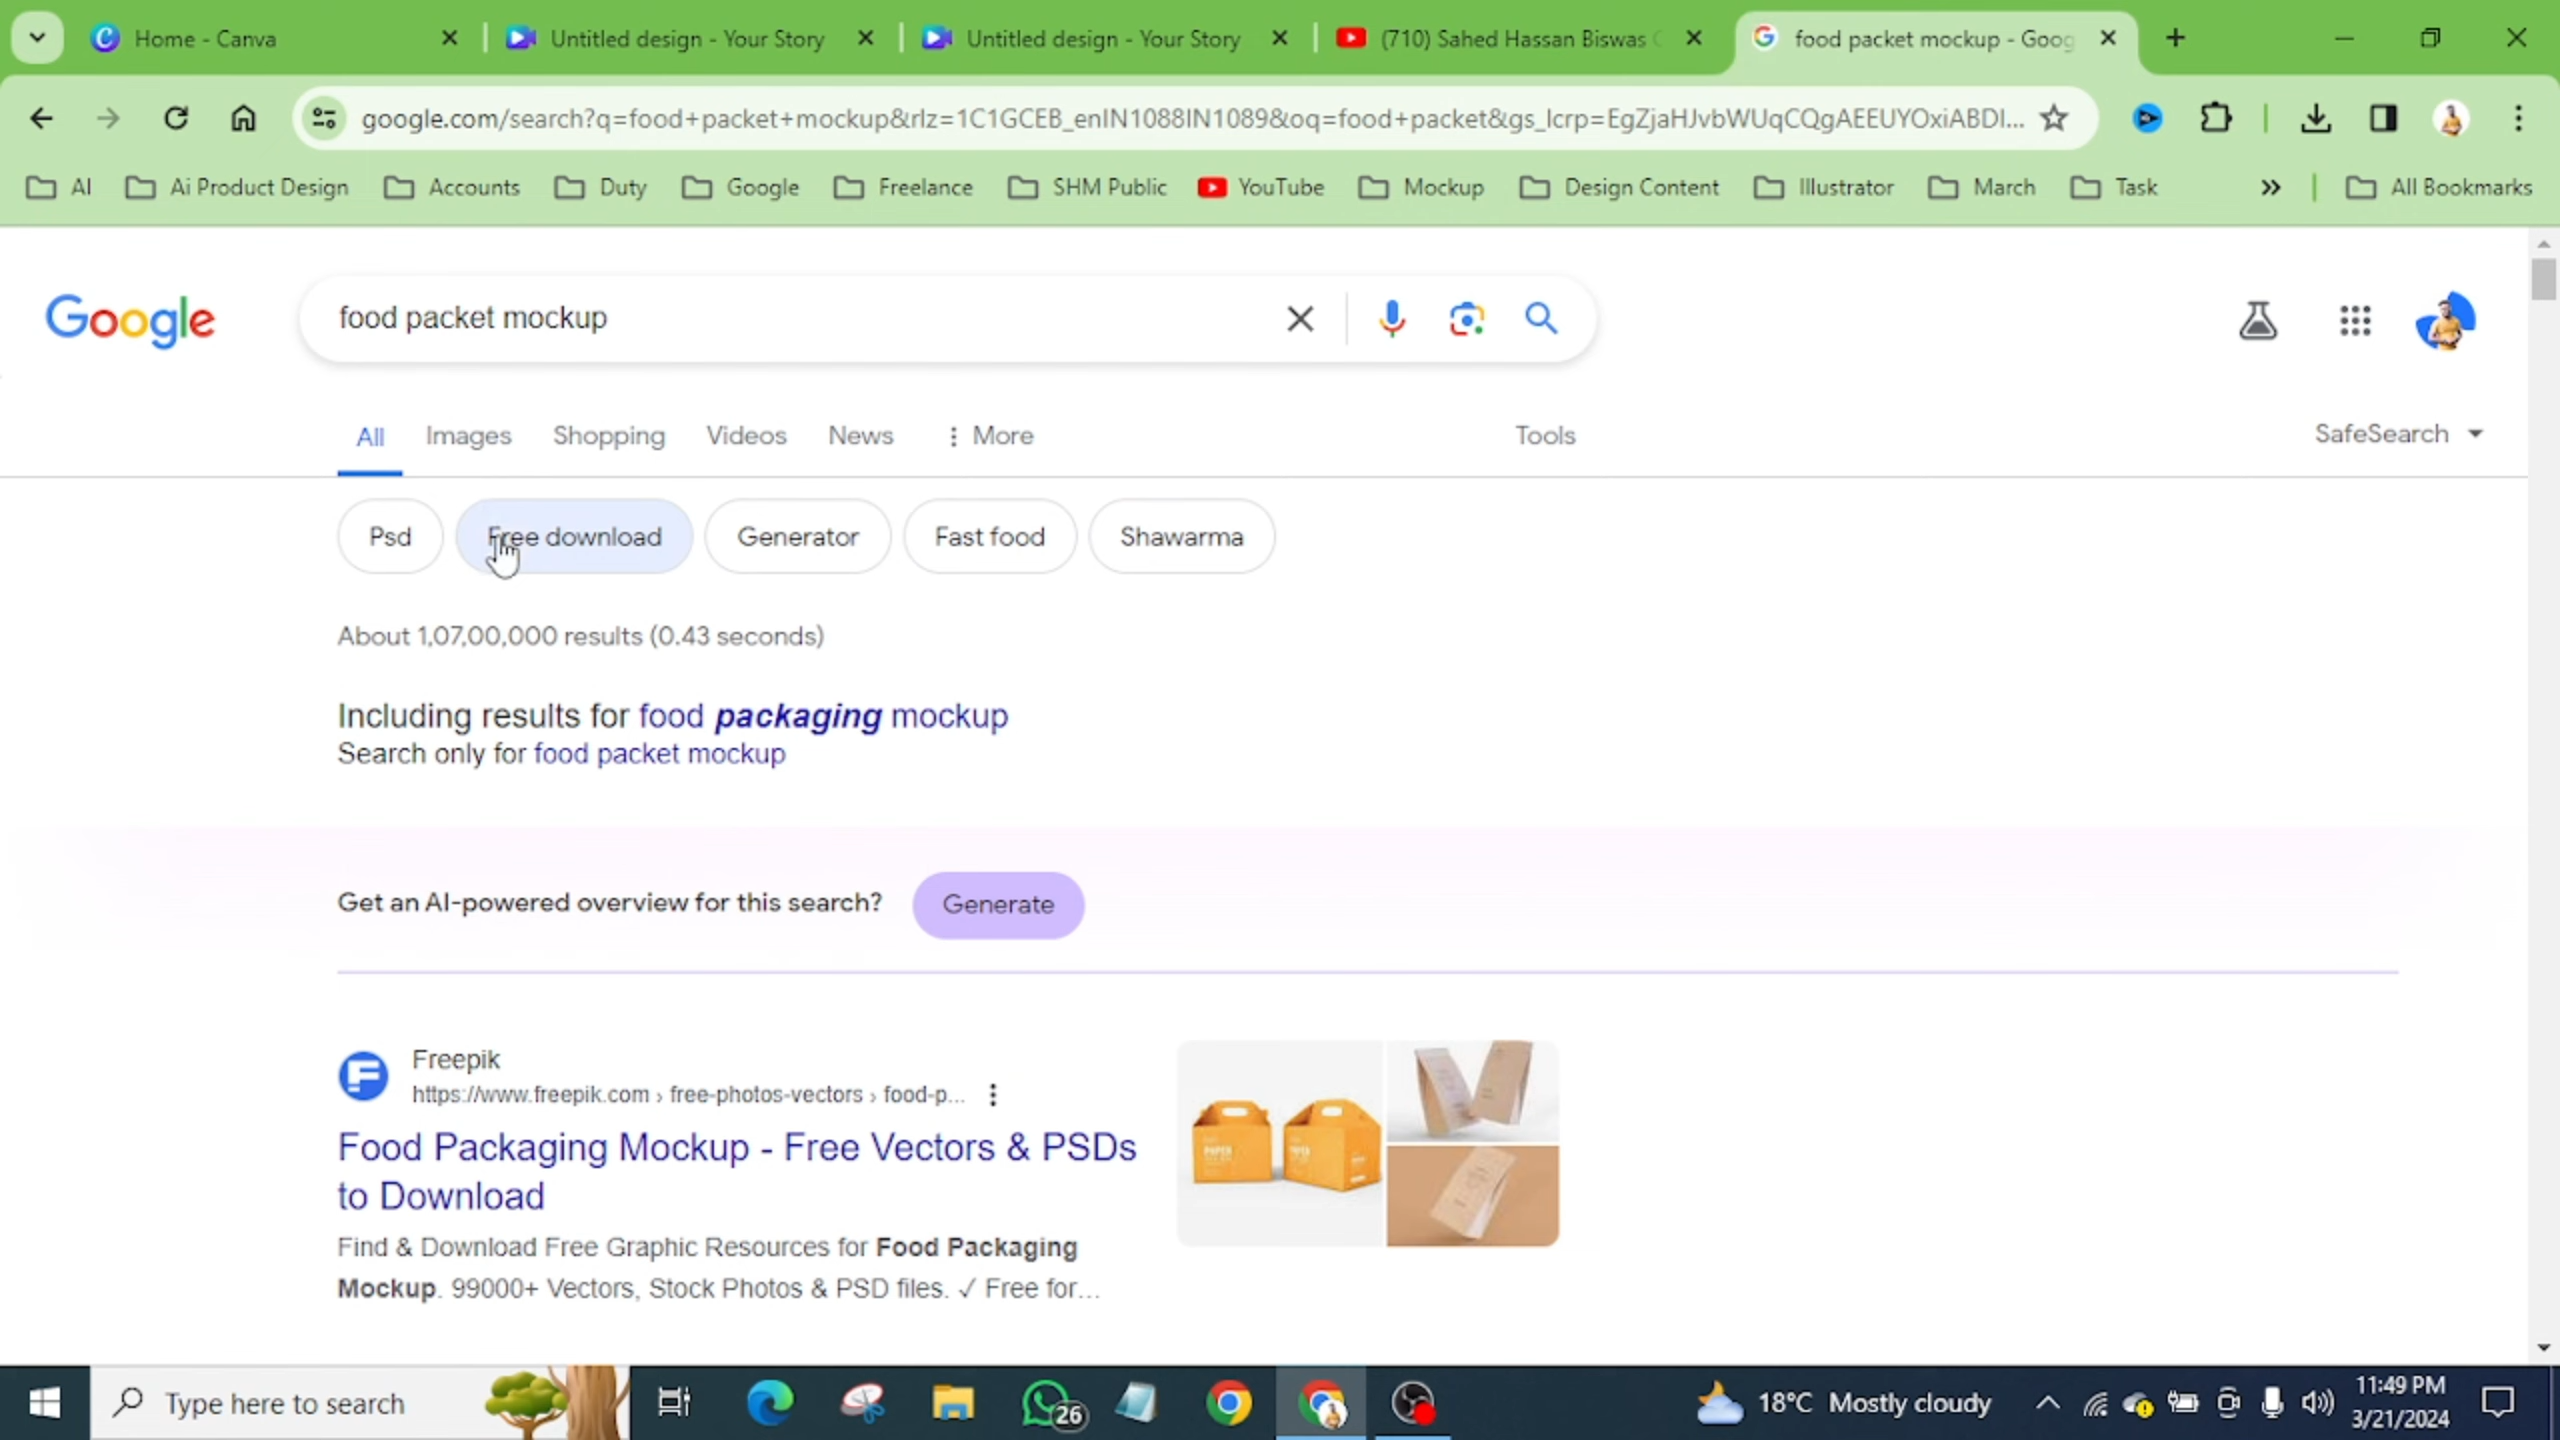 Home - Canva
Untitled design - Your Story
Untitled design - Your Story
(710) Sahed Hassan Biswas
food packet mockup - Goog
google.com/search?q=food+packet+mockup&rlz=1C1GCEB_enIN1088IN1089&oq=food+packet&gs_lcrp=EgZjaHJvbWUqCQgAEEUYOxiABDI...
AI
Ai Product Design
Accounts
Duty
Google
Freelance
SHM Public
YouTube
Mockup
Design Content
Illustrator
March
Task
All Bookmarks
Google
food packet mockup
All
Images
Shopping
Videos
News
More
Tools
SafeSearch
Psd
Free download
Generator
Fast food
Shawarma
About 1,07,00,000 results (0.43 seconds)
Including results for food packaging mockup
Search only for food packet mockup
Get an AI-powered overview for this search?
Generate
Freepik
https://www.freepik.com › free-photos-vectors › food-p...
Food Packaging Mockup - Free Vectors & PSDs
to Download
Find & Download Free Graphic Resources for Food Packaging
Mockup. 99000+ Vectors, Stock Photos & PSD files. ✓ Free for...
Type here to search
26
18°C Mostly cloudy
11:49 PM
3/21/2024